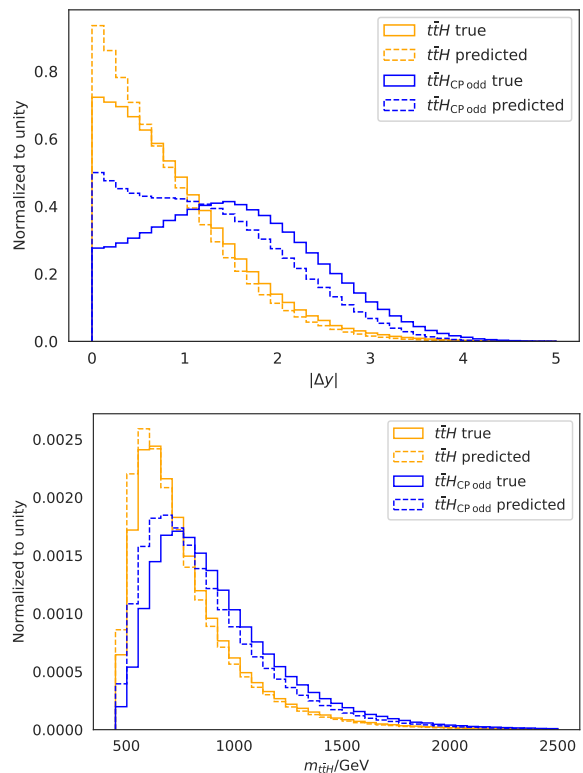 tt̄H true
tt̄H predicted
tt̄H_CP odd true
tt̄H_CP odd predicted
Normalized to unity
0.8
0.6
0.4
0.2
0.0
0 1 2 3 4 5
|Δy|
tt̄H true
tt̄H predicted
tt̄H_CP odd true
tt̄H_CP odd predicted
Normalized to unity
0.0025
0.0020
0.0015
0.0010
0.0005
0.0000
500 1000 1500 2000 2500
m_tt̄H/GeV